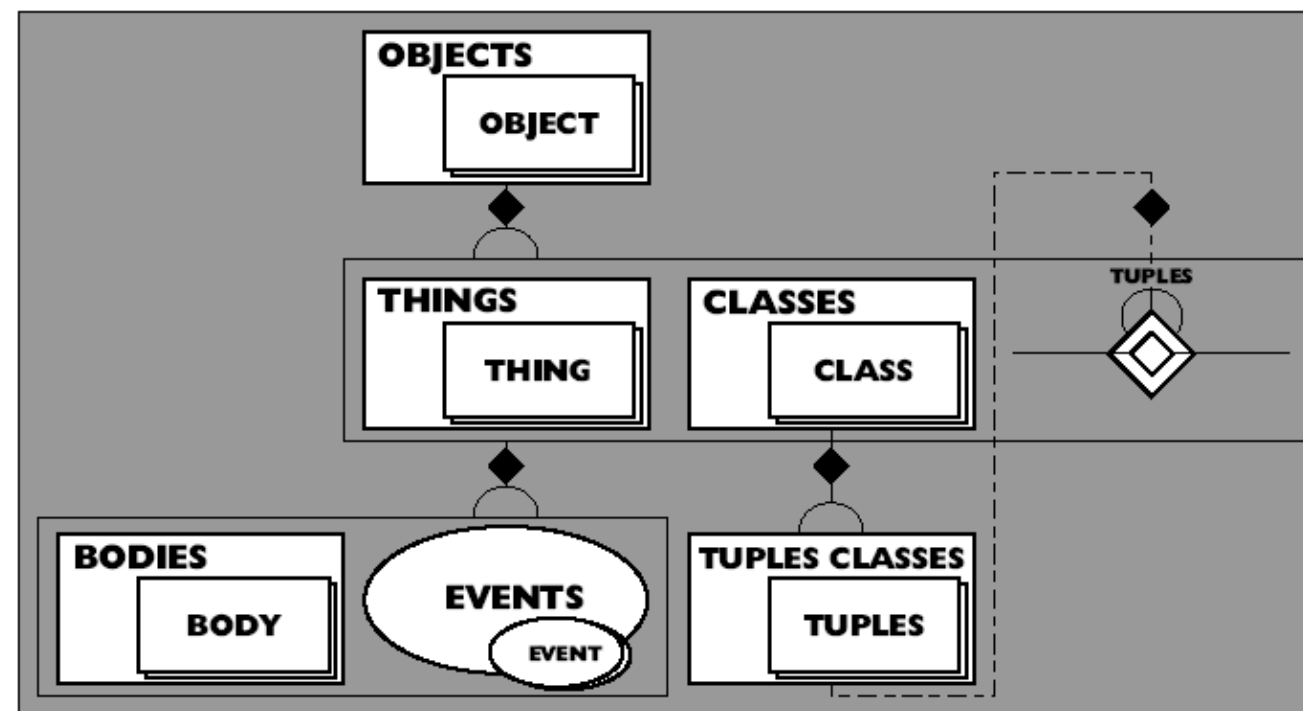 OBJECTS
OBJECT
TUPLES
THINGS
THING
CLASSES
CLASS
BODIES
BODY
EVENTS
EVENT
TUPLES CLASSES
TUPLES